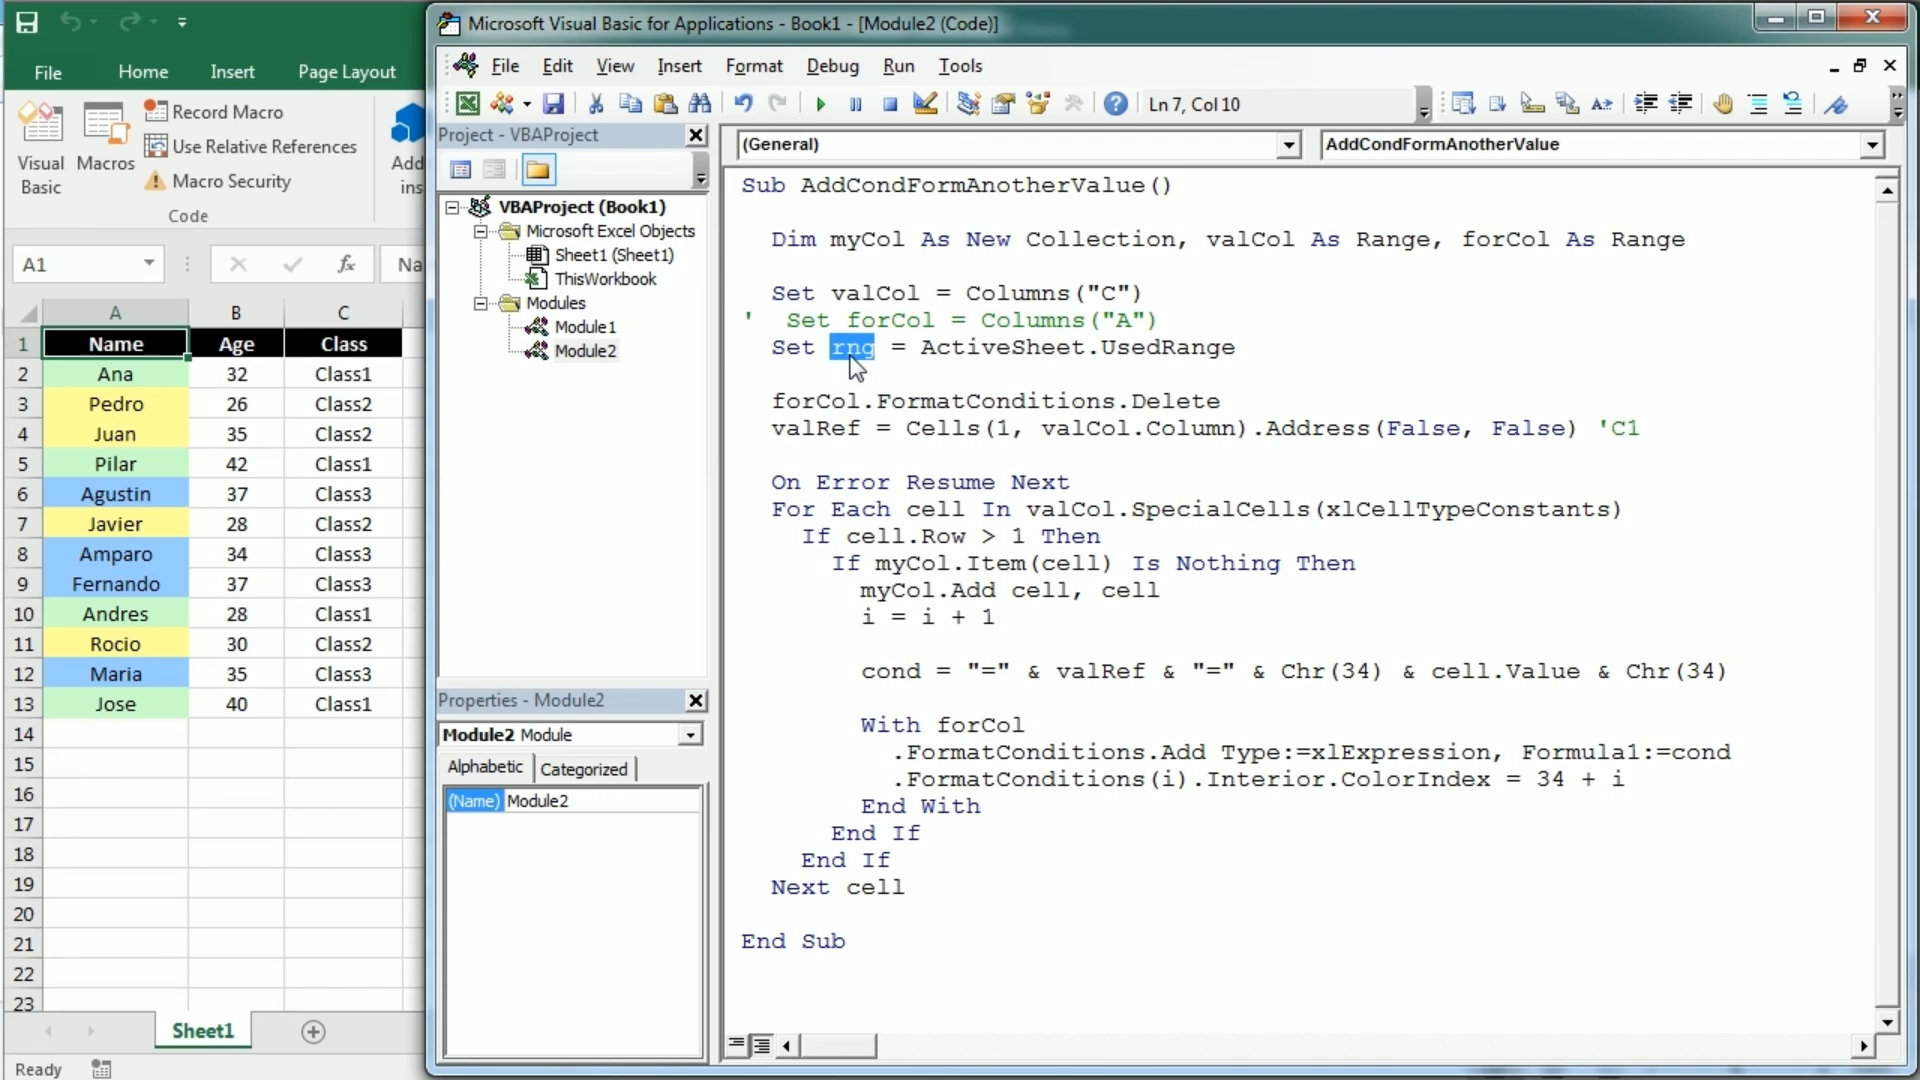 Microsoft Visual Basic for Applications - Book1 - [Module2 (Code)]
File Home Insert Page Layout
Visual Basic
Macros
Record Macro
Use Relative References
Macro Security
Add-ins
Code
A1
fx
Na
A B C
1 Name Age Class
2 Ana 32 Class1
3 Pedro 26 Class2
4 Juan 35 Class2
5 Pilar 42 Class1
6 Agustin 37 Class3
7 Javier 28 Class2
8 Amparo 34 Class3
9 Fernando 37 Class3
10 Andres 28 Class1
11 Rocio 30 Class2
12 Maria 35 Class3
13 Jose 40 Class1
14
15
16
17
18
19
20
21
22
23
Sheet1
Ready
File Edit View Insert Format Debug Run Tools
Ln 7, Col 10
Project - VBAProject
VBAProject (Book1)
Microsoft Excel Objects
Sheet1 (Sheet1)
ThisWorkbook
Modules
Module1
Module2
Properties - Module2
Module2 Module
Alphabetic Categorized
(Name) Module2
(General) AddCondFormAnotherValue
Sub AddCondFormAnotherValue()
Dim myCol As New Collection, valCol As Range, forCol As Range
Set valCol = Columns("C")
' Set forCol = Columns("A")
Set rng = ActiveSheet.UsedRange
forCol.FormatConditions.Delete
valRef = Cells(1, valCol.Column).Address(False, False) 'C1
On Error Resume Next
For Each cell In valCol.SpecialCells(xlCellTypeConstants)
If cell.Row > 1 Then
If myCol.Item(cell) Is Nothing Then
myCol.Add cell, cell
i = i + 1
cond = "=" & valRef & "=" & Chr(34) & cell.Value & Chr(34)
With forCol
.FormatConditions.Add Type:=xlExpression, Formula1:=cond
.FormatConditions(i).Interior.ColorIndex = 34 + i
End With
End If
End If
Next cell
End Sub